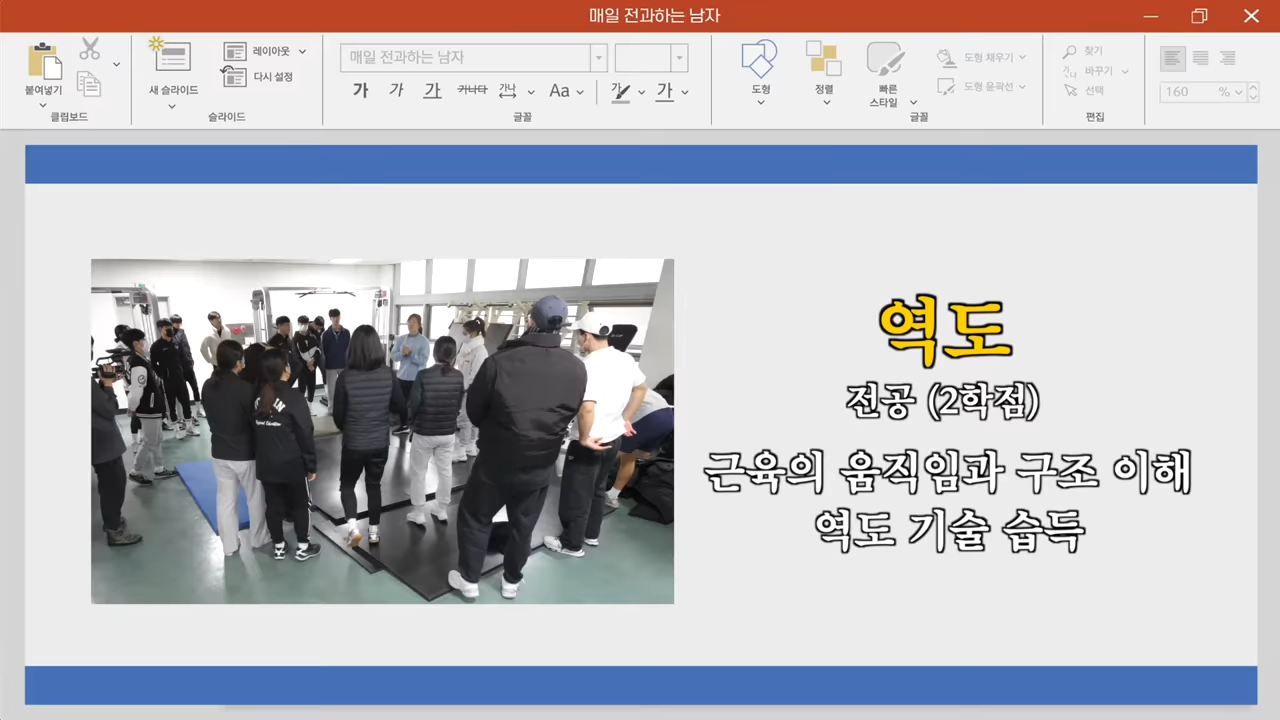 매일 전과하는 남자
붙여넣기
클립보드
새 슬라이드
레이아웃
다시 설정
슬라이드
매일 전과하는 남자
가 가 가 가나다 간나 Aa 가 가
글꼴
도형
정렬
빠른
스타일
도형 채우기
도형 윤곽선
글꼴
찾기
바꾸기
선택
편집
160 %
역도
전공 (2학점)
근육의 움직임과 구조 이해
역도 기술 습득